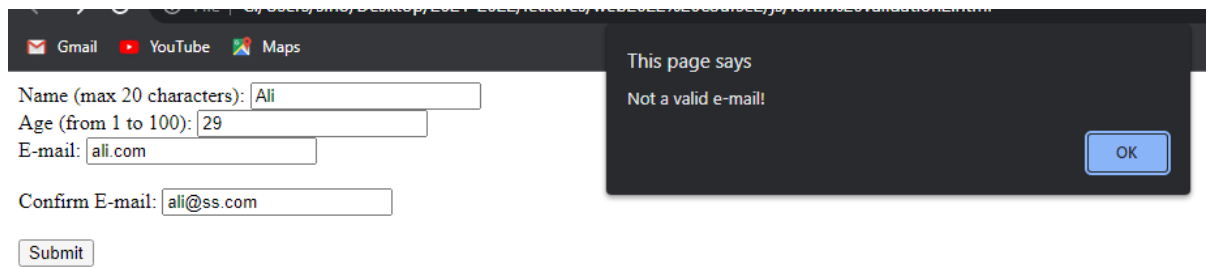 Gmail YouTube Maps
This page says
Not a valid e-mail!
OK
Name (max 20 characters): Ali
Age (from 1 to 100): 29
E-mail: ali.com
Confirm E-mail: ali@ss.com
Submit